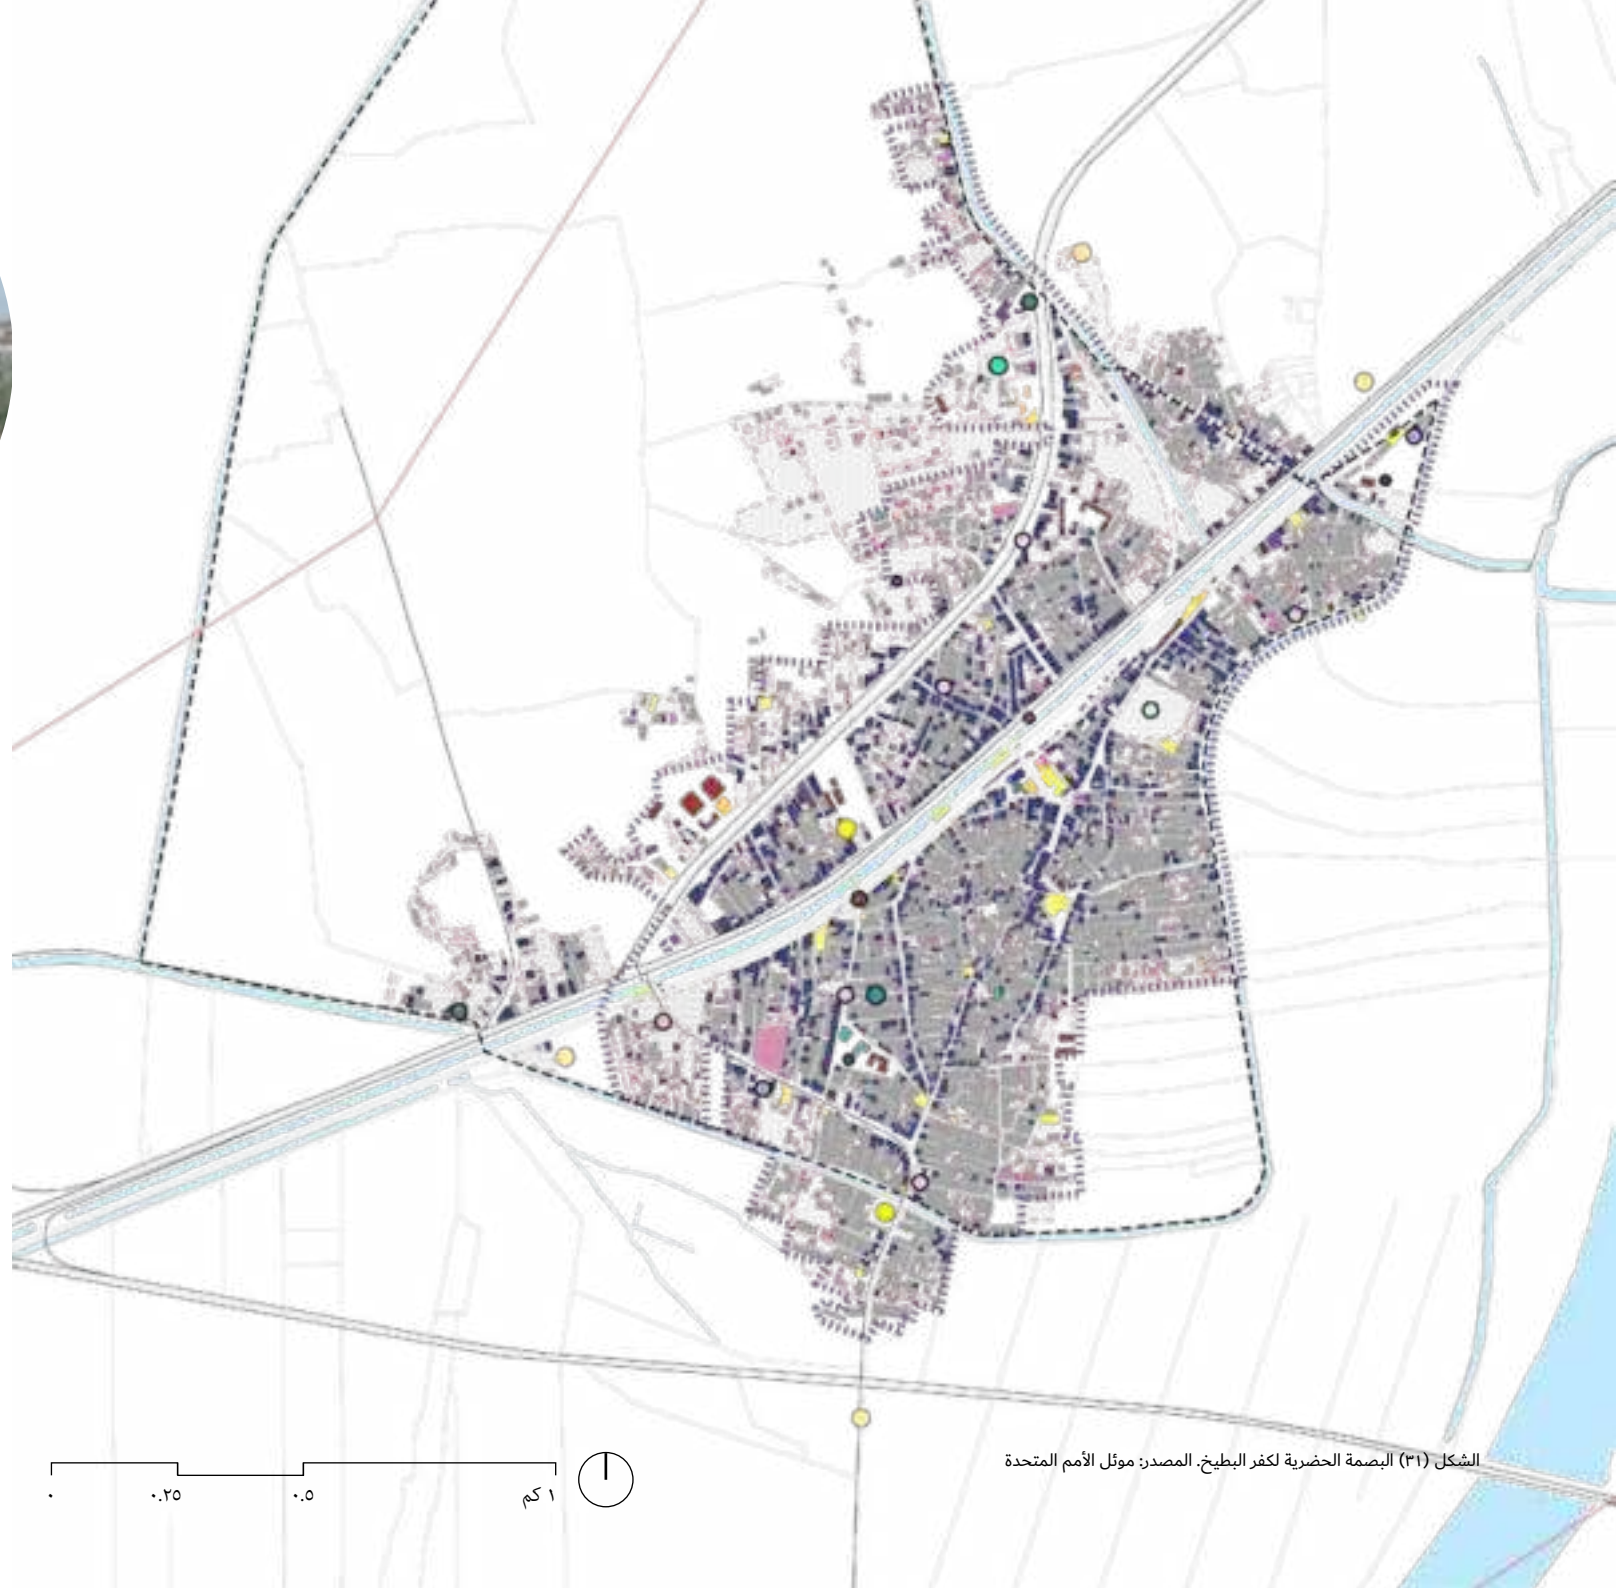 الشكل (٣١) البصمة الحضرية لكفر البطيخ. المصدر: موئل الأمم المتحدة
٠ ٠.٢٥ ٠.٥ ١ كم